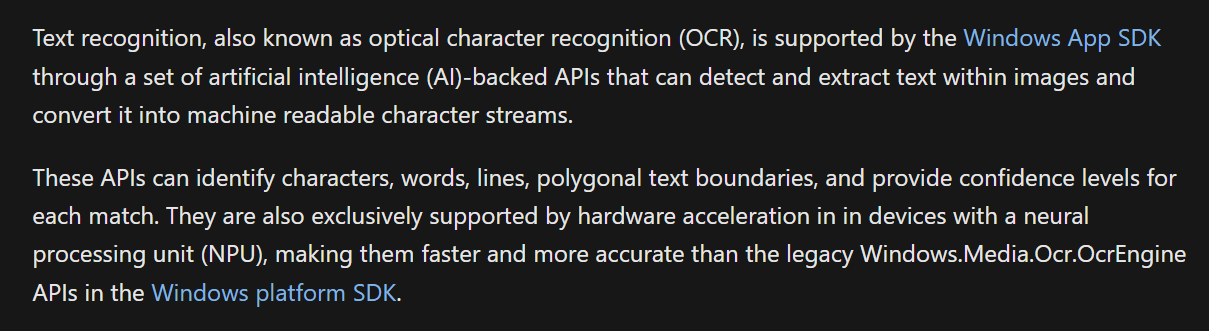 Text recognition, also known as optical character recognition (OCR), is supported by the Windows App SDK
through a set of artificial intelligence (AI)-backed APIs that can detect and extract text within images and
convert it into machine readable character streams.
These APIs can identify characters, words, lines, polygonal text boundaries, and provide confidence levels for
each match. They are also exclusively supported by hardware acceleration in in devices with a neural
processing unit (NPU), making them faster and more accurate than the legacy Windows.Media.Ocr.OcrEngine
APIs in the Windows platform SDK.